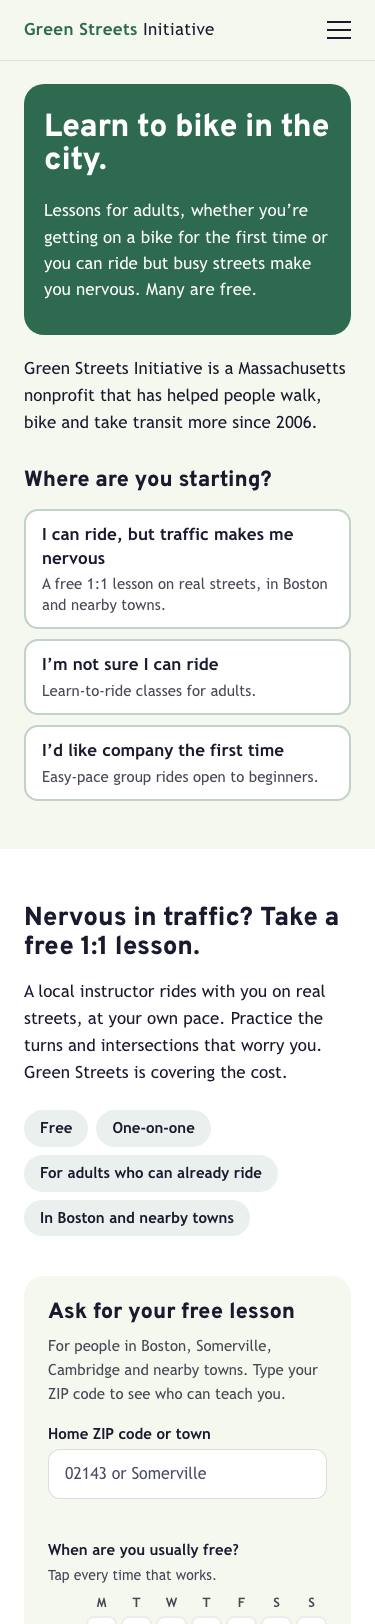 Green Streets Initiative
Learn to bike in the
city.
Lessons for adults, whether you’re
getting on a bike for the first time or
you can ride but busy streets make
you nervous. Many are free.
Green Streets Initiative is a Massachusetts
nonprofit that has helped people walk,
bike and take transit more since 2006.
Where are you starting?
I can ride, but traffic makes me
nervous
A free 1:1 lesson on real streets, in Boston
and nearby towns.
I’m not sure I can ride
Learn-to-ride classes for adults.
I’d like company the first time
Easy-pace group rides open to beginners.
Nervous in traffic? Take a
free 1:1 lesson.
A local instructor rides with you on real
streets, at your own pace. Practice the
turns and intersections that worry you.
Green Streets is covering the cost.
Free One-on-one
For adults who can already ride
In Boston and nearby towns
Ask for your free lesson
For people in Boston, Somerville,
Cambridge and nearby towns. Type your
ZIP code to see who can teach you.
Home ZIP code or town
02143 or Somerville
When are you usually free?
Tap every time that works.
M T W T F S S